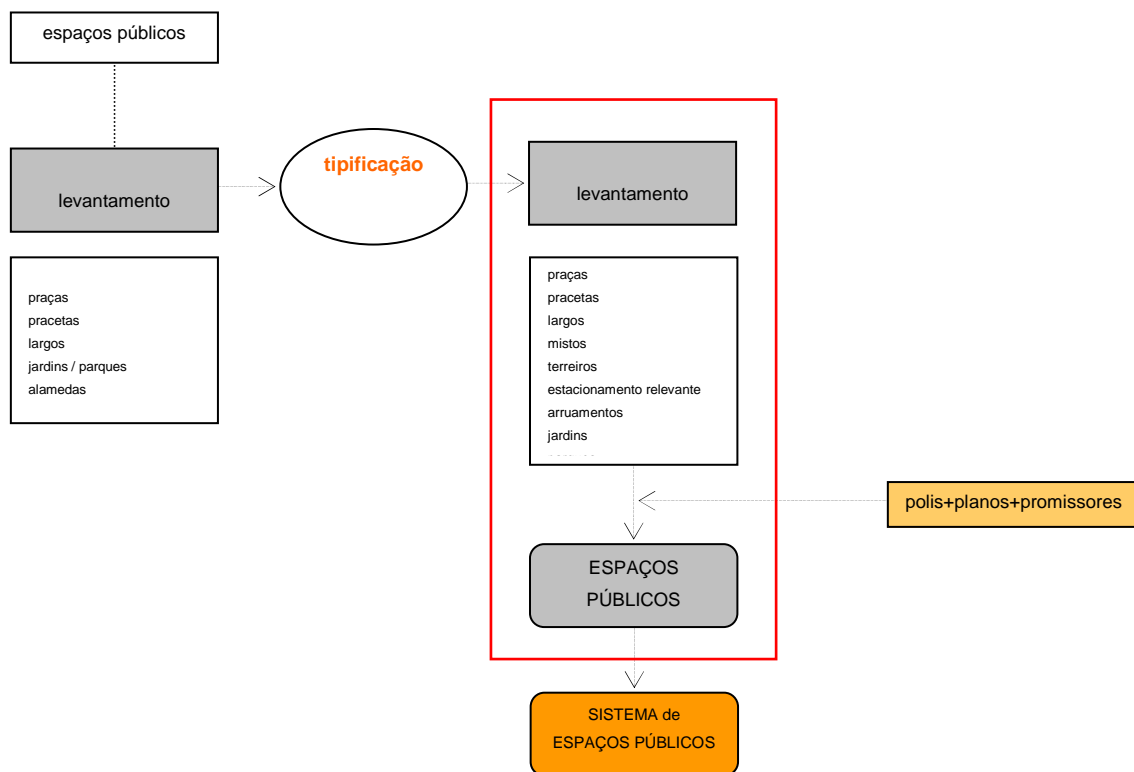 espaços públicos
levantamento
praças
pracetas
largos
jardins / parques
alamedas
tipificação
levantamento
praças
pracetas
largos
mistos
terreiros
estacionamento relevante
arruamentos
jardins
polis+planos+promissores
ESPAÇOS
PÚBLICOS
SISTEMA de
ESPAÇOS PÚBLICOS